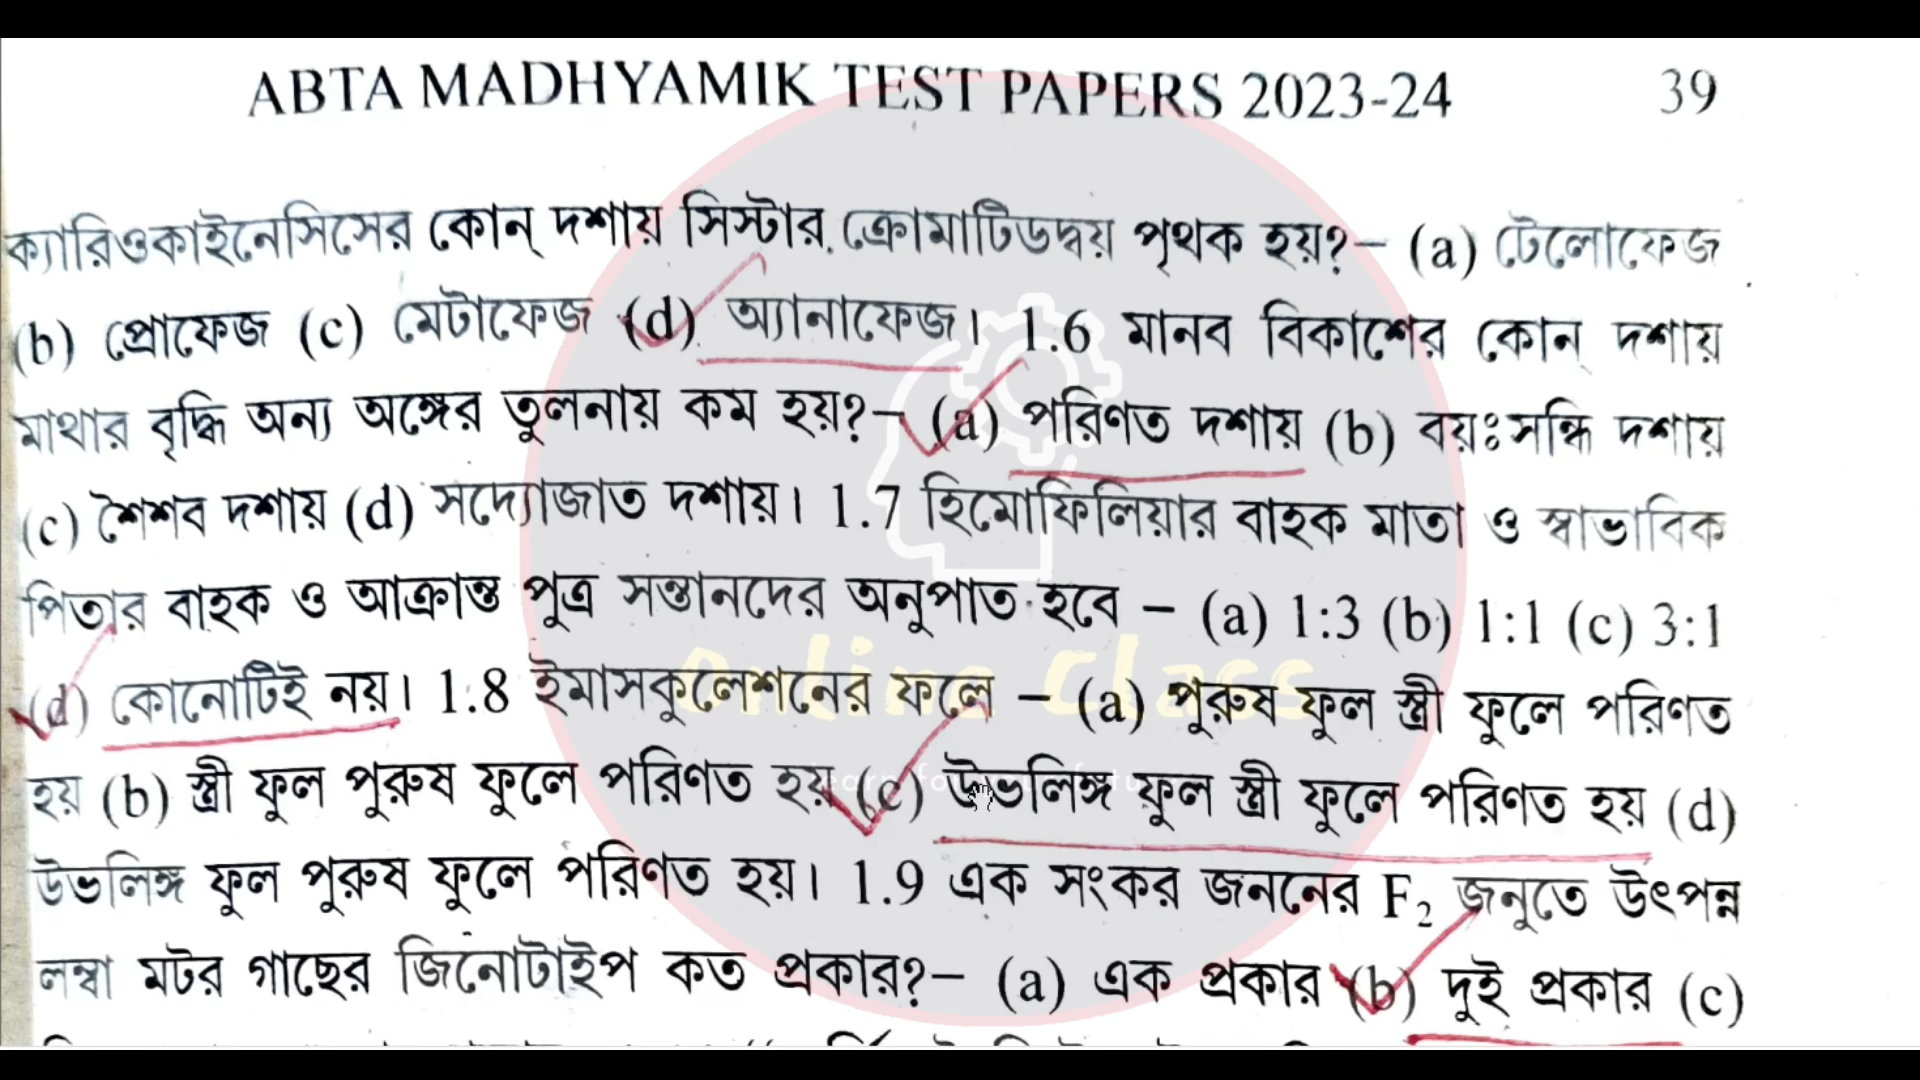 ABTA MADHYAMIK TEST PAPERS 2023-24 39
ক্যারিওকাইনেসিসের কোন্ দশায় সিস্টার ক্রোমাটিডদ্বয় পৃথক হয়?– (a) টেলোফেজ
(b) প্রোফেজ (c) মেটাফেজ (d) অ্যানাফেজ। 1.6 মানব বিকাশের কোন্ দশায়
মাথার বৃদ্ধি অন্য অঙ্গের তুলনায় কম হয়?– (a) পরিণত দশায় (b) বয়ঃসন্ধি দশায়
(c) শৈশব দশায় (d) সদ্যোজাত দশায়। 1.7 হিমোফিলিয়ার বাহক মাতা ও স্বাভাবিক
পিতার বাহক ও আক্রান্ত পুত্র সন্তানদের অনুপাত হবে – (a) 1:3 (b) 1:1 (c) 3:1
(d) কোনোটিই নয়। 1.8 ইমাসকুলেশনের ফলে – (a) পুরুষ ফুল স্ত্রী ফুলে পরিণত
Online Class
হয় (b) স্ত্রী ফুল পুরুষ ফুলে পরিণত হয় (c) উভলিঙ্গ ফুল স্ত্রী ফুলে পরিণত হয় (d)
উভলিঙ্গ ফুল পুরুষ ফুলে পরিণত হয়। 1.9 এক সংকর জননের F₂ জনুতে উৎপন্ন
লম্বা মটর গাছের জিনোটাইপ কত প্রকার?– (a) এক প্রকার (b) দুই প্রকার (c)